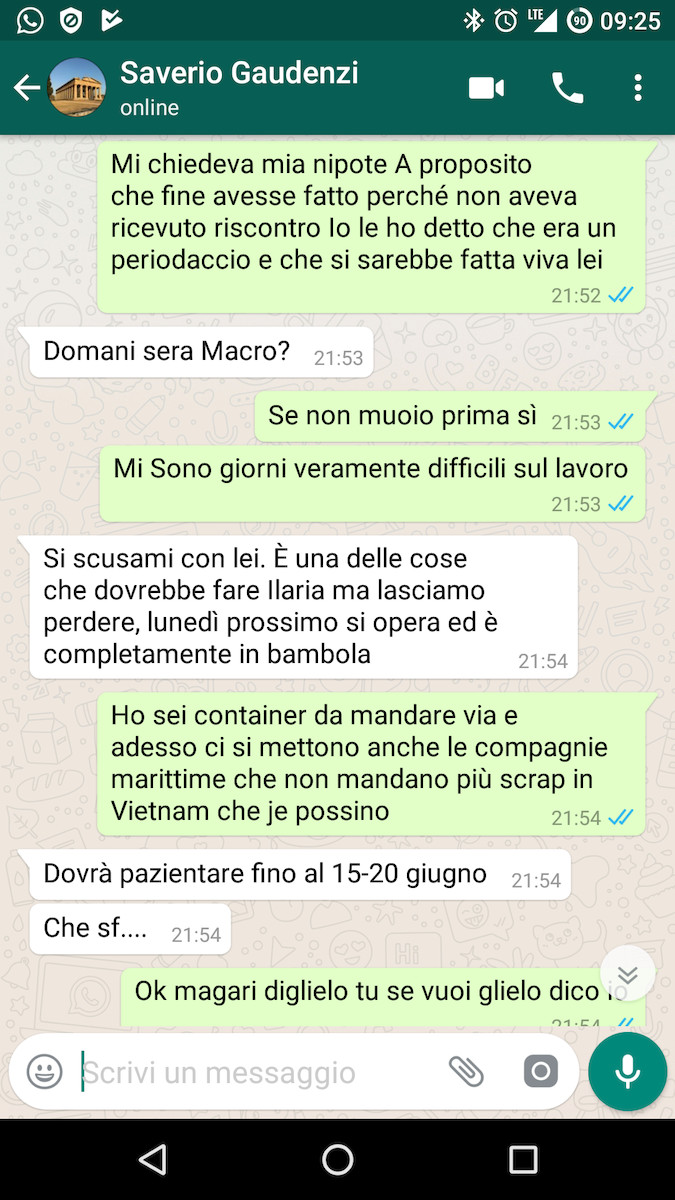 LTE 90 09:25
Saverio Gaudenzi
online
Mi chiedeva mia nipote A proposito
che fine avesse fatto perché non aveva
ricevuto riscontro Io le ho detto che era un
periodaccio e che si sarebbe fatta viva lei
21:52
Domani sera Macro? 21:53
Se non muoio prima sì 21:53
Mi Sono giorni veramente difficili sul lavoro
21:53
Si scusami con lei. È una delle cose
che dovrebbe fare Ilaria ma lasciamo
perdere, lunedì prossimo si opera ed è
completamente in bambola 21:54
Ho sei container da mandare via e
adesso ci si mettono anche le compagnie
marittime che non mandano più scrap in
Vietnam che je possino 21:54
Dovrà pazientare fino al 15-20 giugno 21:54
Che sf.... 21:54
Ok magari diglielo tu se vuoi glielo dico io
21:54
Scrivi un messaggio